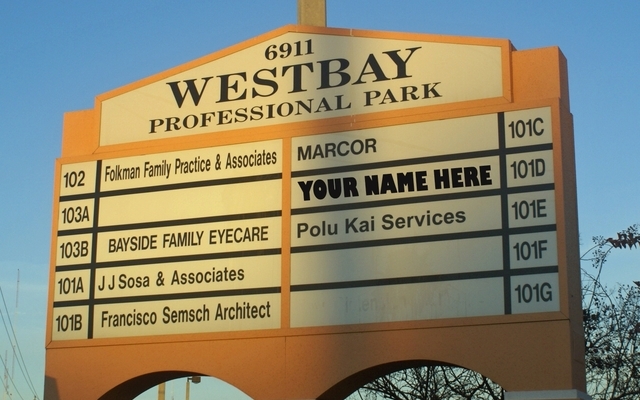 6911
WESTBAY
PROFESSIONAL PARK
102 Folkman Family Practice & Associates
103A
103B BAYSIDE FAMILY EYECARE
101A J J Sosa & Associates
101B Francisco Semsch Architect
MARCOR 101C
YOUR NAME HERE 101D
Polu Kai Services 101E
101F
101G